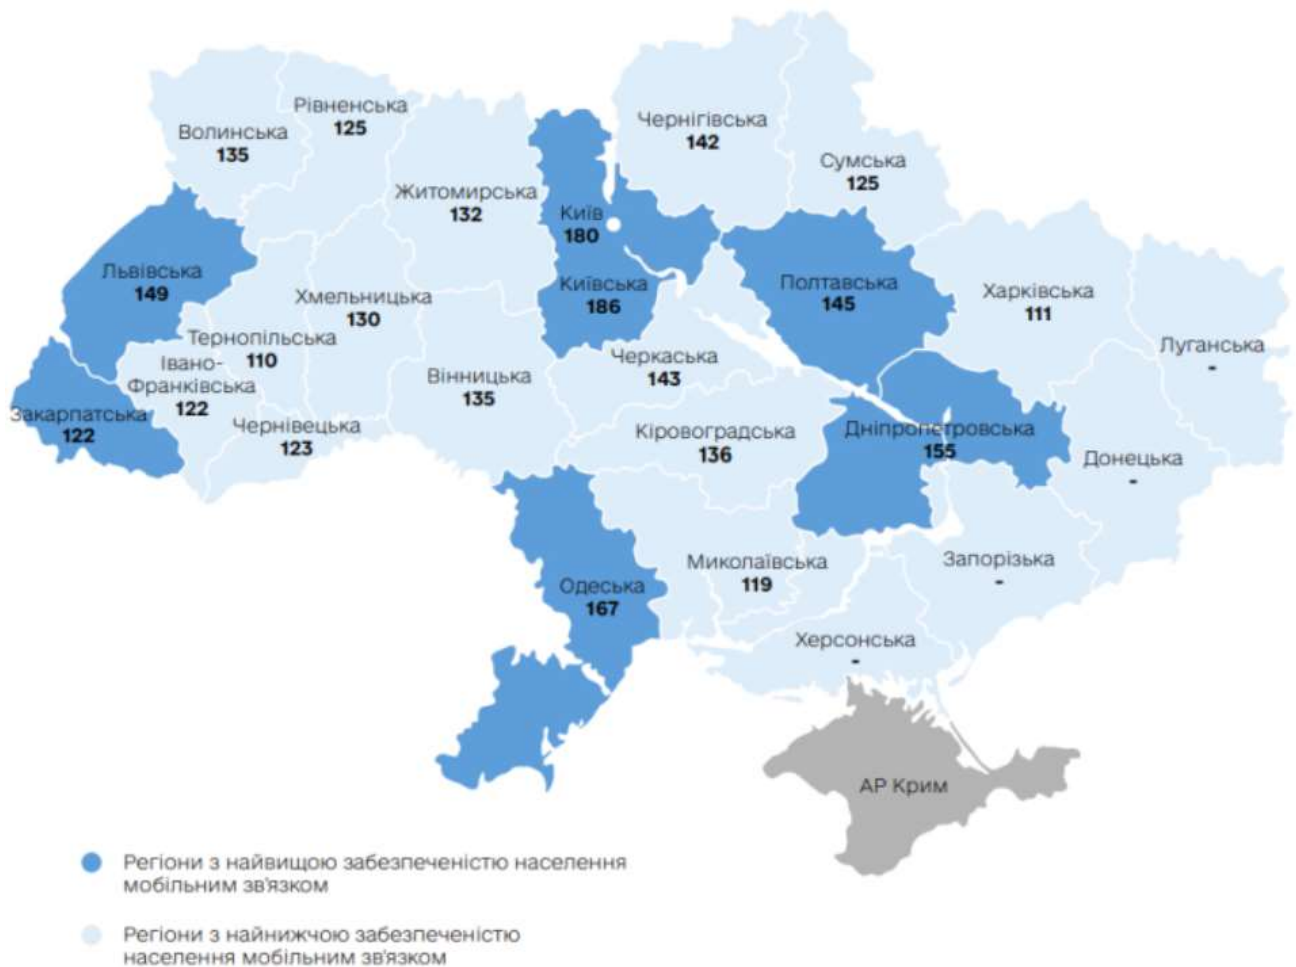 Рівненська
125
Волинська
135
Чернігівська
142
Сумська
125
Житомирська
132
Київ
180
Львівська
149
Київська
186
Полтавська
145
Хмельницька
130
Харківська
111
Тернопільська
110
Луганська
-
Івано-
Франківська
122
Черкаська
143
Вінницька
135
Закарпатська
122
Чернівецька
123
Кіровоградська
136
Дніпропетровська
155
Донецька
-
Миколаївська
119
Запорізька
-
Одеська
167
Херсонська
-
АР Крим
Регіони з найвищою забезпеченістю населення
мобільним зв'язком
Регіони з найнижчою забезпеченістю
населення мобільним зв'язком